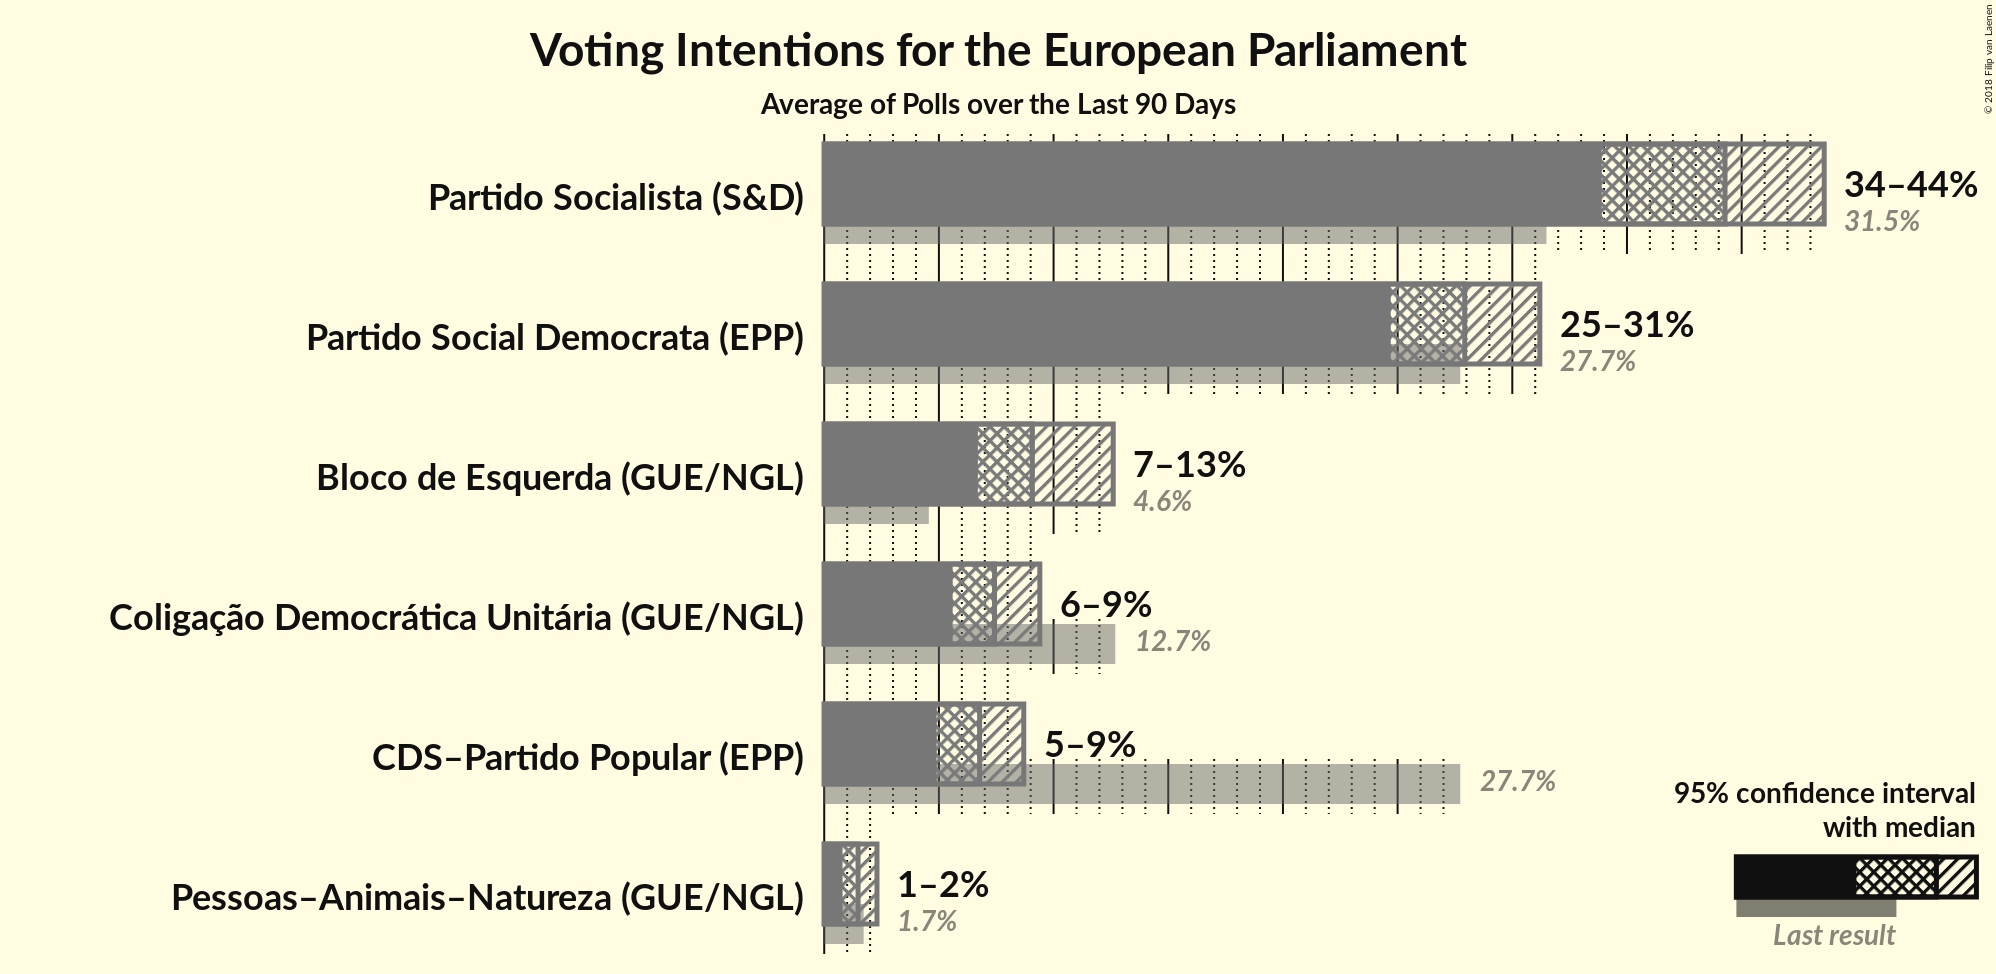 Voting Intentions for the European Parliament
Average of Polls over the Last 90 Days
© 2018 Filip van Laenen
Partido Socialista (S&D)
34–44%
31.5%
Partido Social Democrata (EPP)
25–31%
27.7%
Bloco de Esquerda (GUE/NGL)
7–13%
4.6%
Coligação Democrática Unitária (GUE/NGL)
6–9%
12.7%
CDS–Partido Popular (EPP)
5–9%
27.7%
Pessoas–Animais–Natureza (GUE/NGL)
1–2%
1.7%
95% confidence interval
with median
Last result